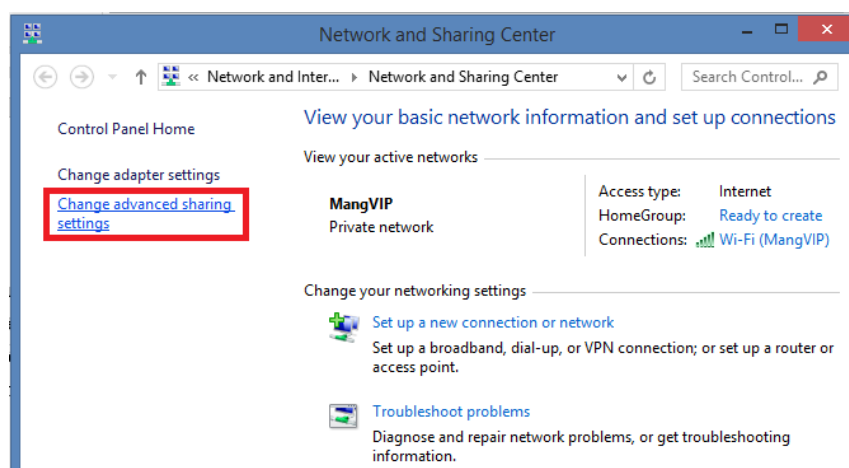 Network and Sharing Center
« Network and Inter... Network and Sharing Center
Search Control...
Control Panel Home
Change adapter settings
Change advanced sharing
settings
View your basic network information and set up connections
View your active networks
MangVIP
Private network
Access type: Internet
HomeGroup: Ready to create
Connections: Wi-Fi (MangVIP)
Change your networking settings
Set up a new connection or network
Set up a broadband, dial-up, or VPN connection; or set up a router or
access point.
Troubleshoot problems
Diagnose and repair network problems, or get troubleshooting
information.